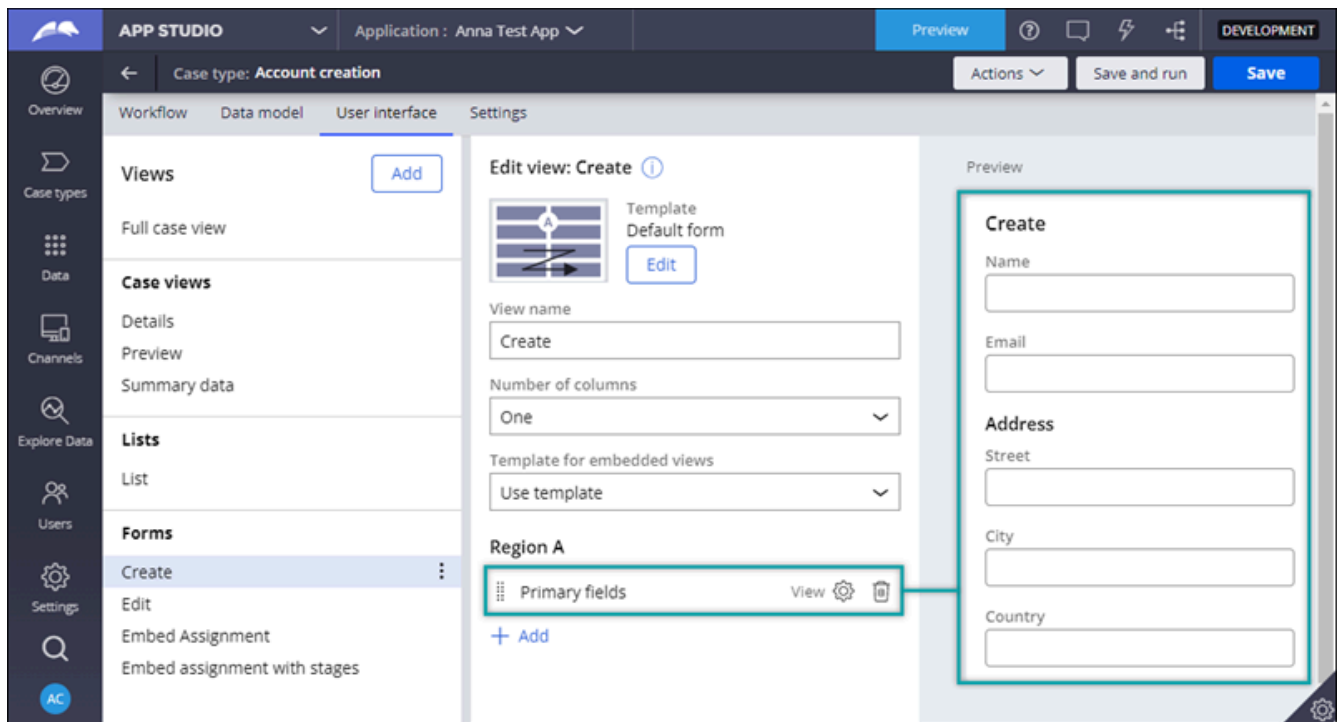 APP STUDIO
Application : Anna Test App
Preview
DEVELOPMENT
Case type: Account creation
Actions
Save and run
Save
Overview
Case types
Data
Channels
Explore Data
Users
Settings
AC
Workflow
Data model
User interface
Settings
Views
Add
Full case view
Case views
Details
Preview
Summary data
Lists
List
Forms
Create
Edit
Embed Assignment
Embed assignment with stages
Edit view: Create
A
Template
Default form
Edit
View name
Create
Number of columns
One
Template for embedded views
Use template
Region A
Primary fields
View
+ Add
Preview
Create
Name
Email
Address
Street
City
Country